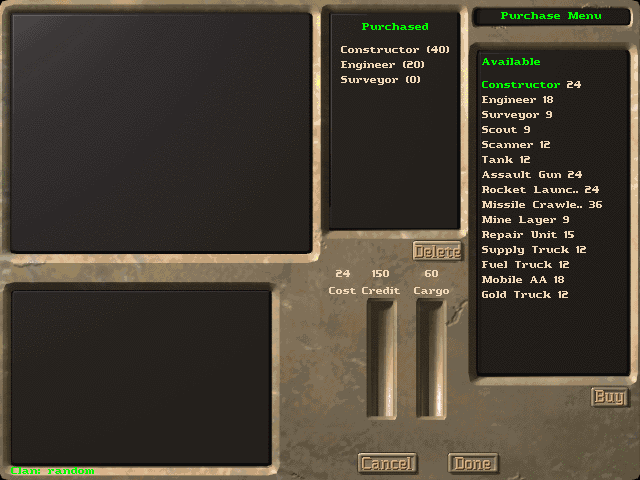 Purchase Menu
Purchased
Constructor (40)
Engineer (20)
Surveyor (0)
Available
Constructor 24
Engineer 18
Surveyor 9
Scout 9
Scanner 12
Tank 12
Assault Gun 24
Rocket Launc.. 24
Missile Crawle.. 36
Mine Layer 9
Repair Unit 15
Supply Truck 12
Fuel Truck 12
Mobile AA 18
Gold Truck 12
Delete
24 150 60
Cost Credit Cargo
Buy
Cancel Done
Clan: random